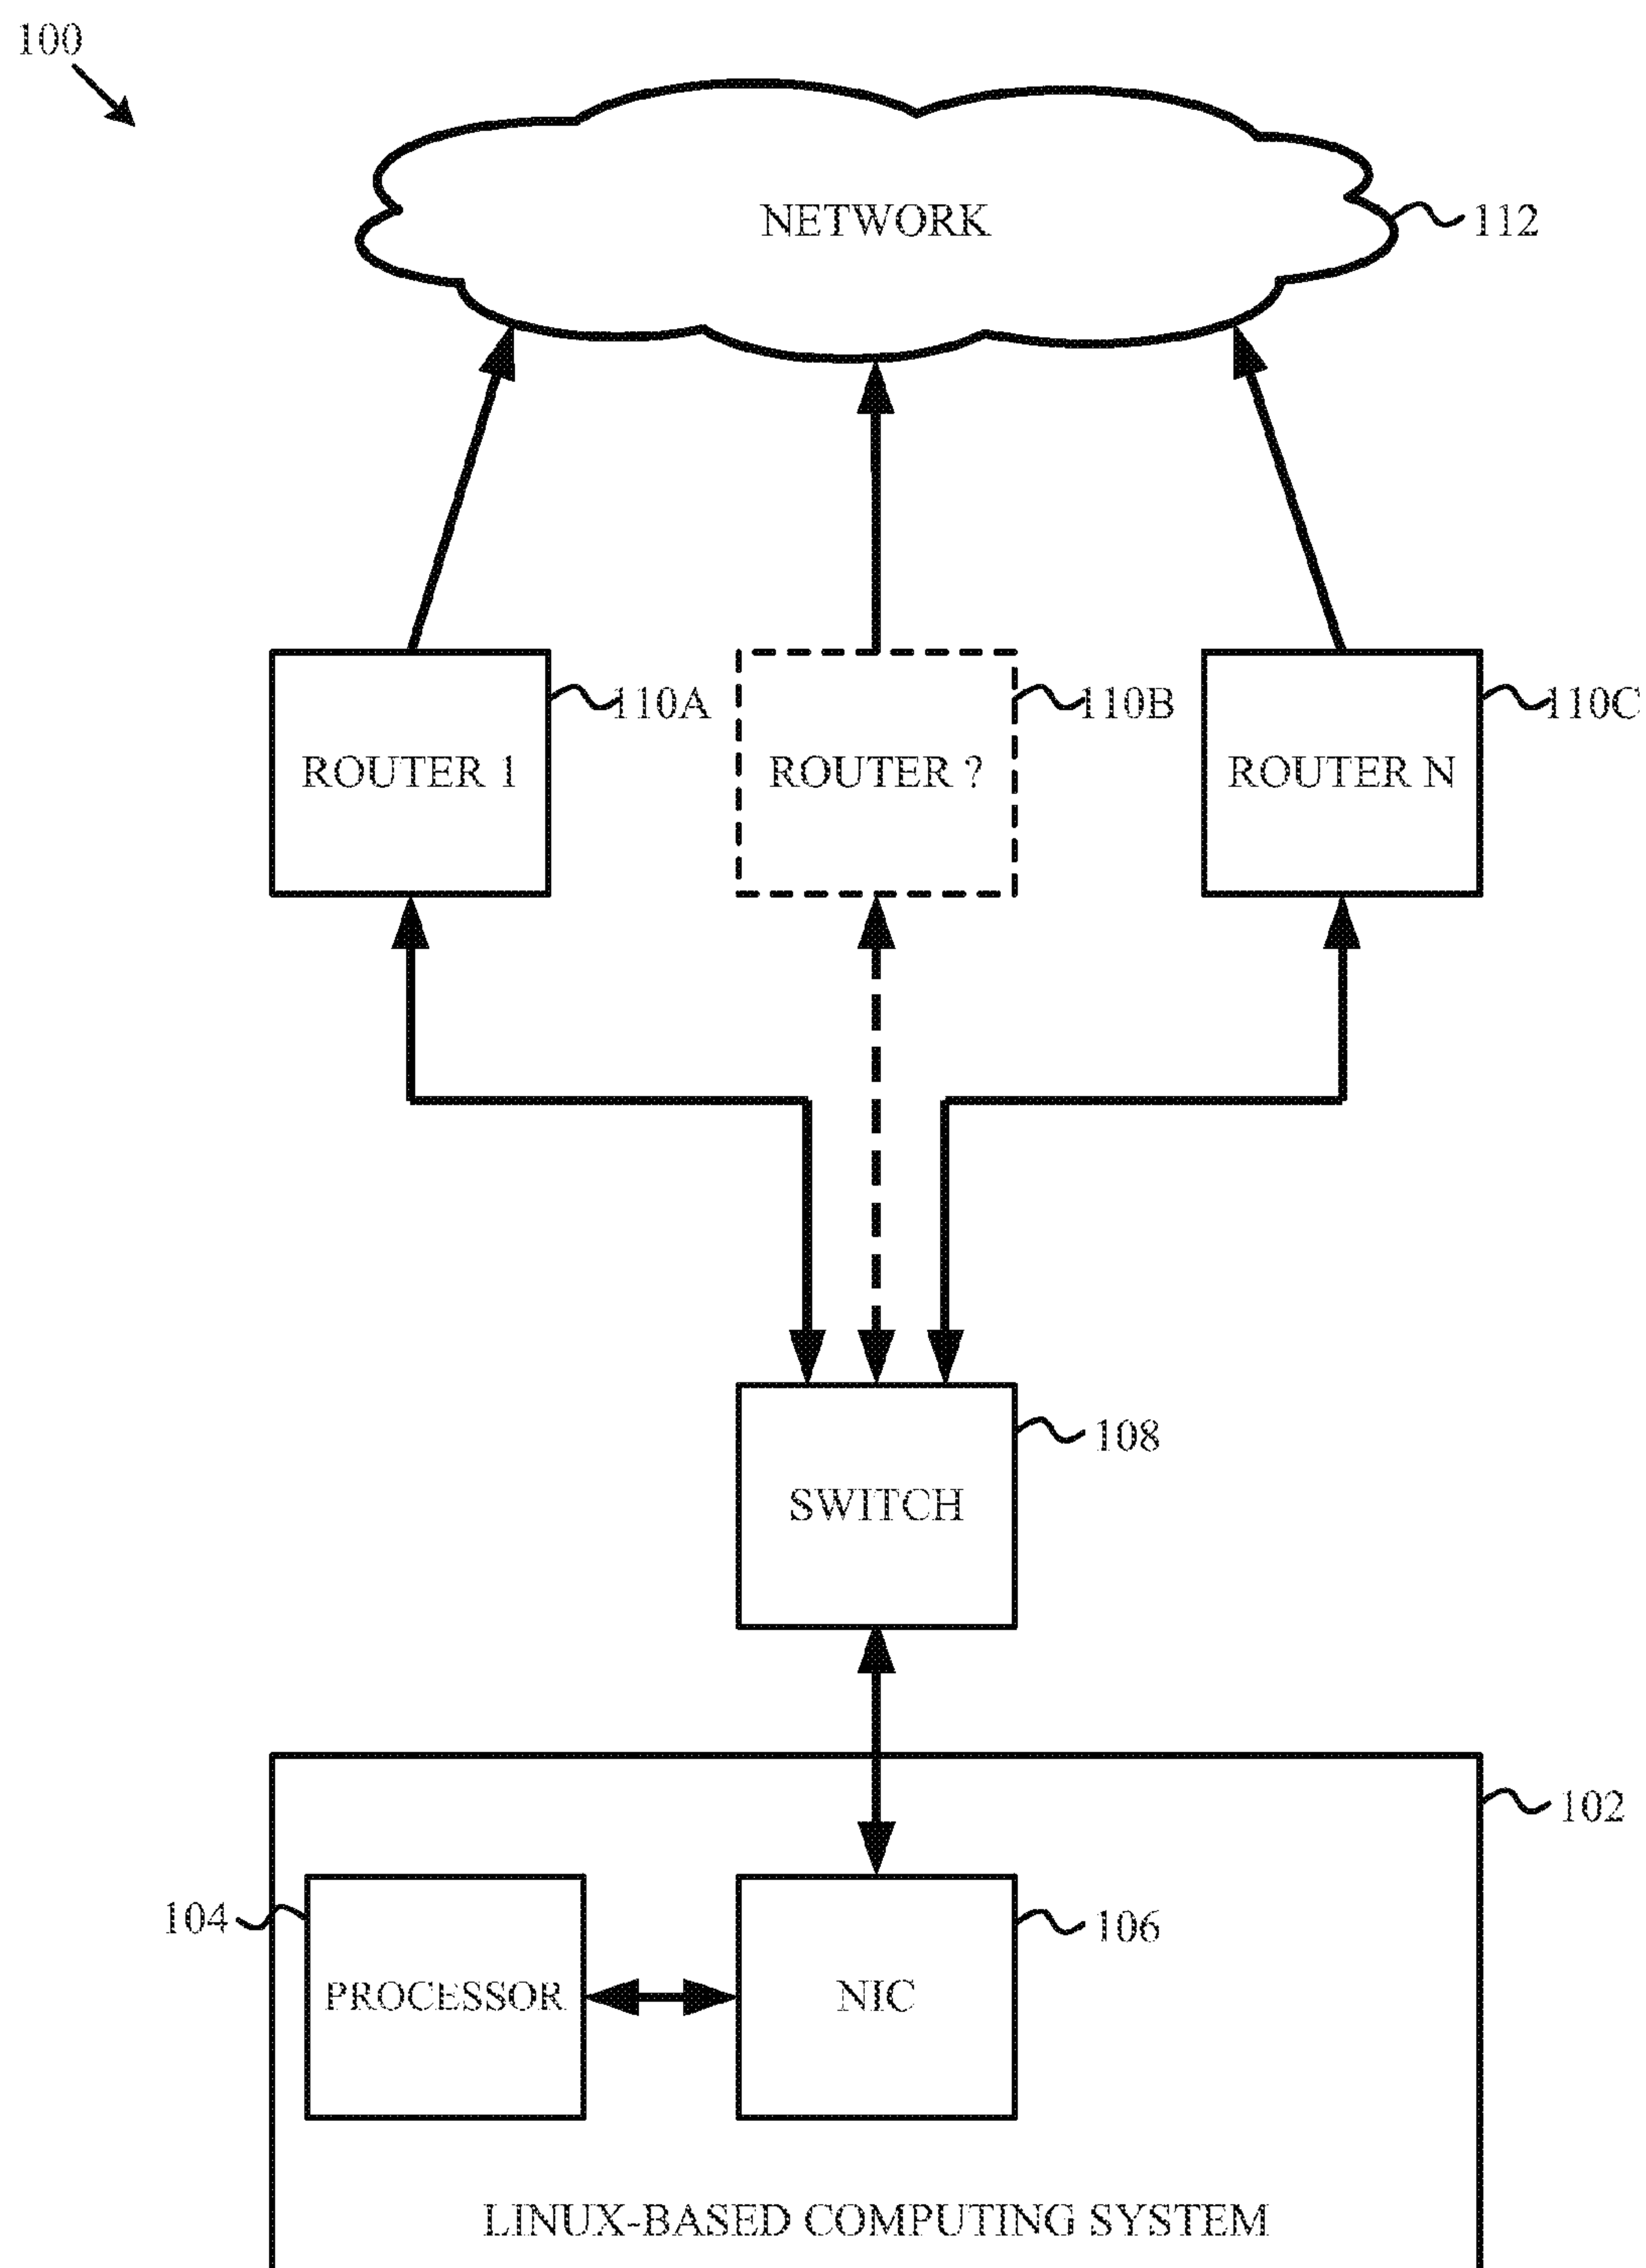 100
NETWORK
112
110A
110B
110C
ROUTER 1
ROUTER ?
ROUTER N
108
SWITCH
102
104
106
PROCESSOR
NIC
LINUX-BASED COMPUTING SYSTEM